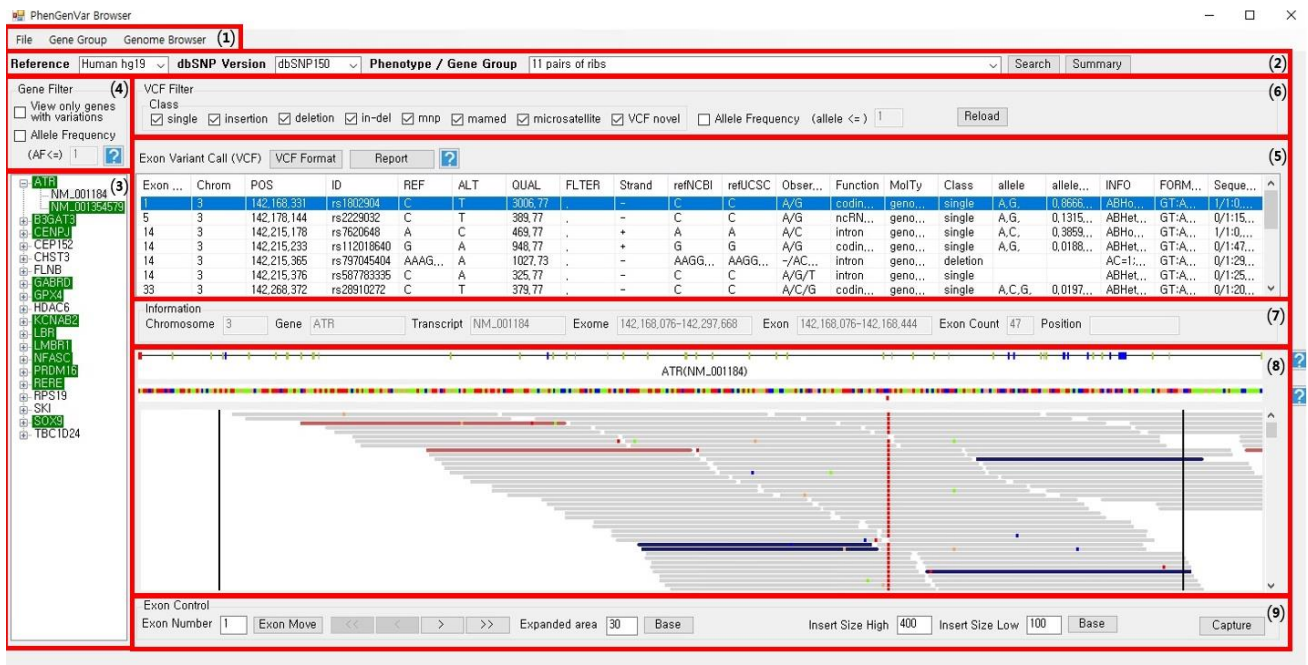 PhenGenVar Browser
File Gene Group Genome Browser (1)
Reference Human hg19 dbSNP Version dbSNP150 Phenotype / Gene Group 11 pairs of ribs Search Summary (2)
Gene Filter (4)
View only genes
with variations
Allele Frequency
(AF<=) 1 ?
VCF Filter (6)
Class
single insertion deletion in-del mnp mamed microsatellite VCF novel Allele Frequency (allele <= ) 1 Reload
(3)
ATR
NM_001184
NM_001354579
B3GAT3
CENPJ
CEP152
CHST3
FLNB
GABRD
GPX4
HDAC6
KCNAB2
LBR
LMBR1
NFASC
PRDM16
RERE
RPS19
SKI
SOX9
TBC1D24
Exon Variant Call (VCF) VCF Format Report ? (5)
Exon ... Chrom POS ID REF ALT QUAL FLTER Strand refNCBI refUCSC Obser... Function MolTy Class allele allele... INFO FORM... Seque...
1 3 142,168,331 rs1802904 C T 3006,77 . - C C A/G codin... geno... single A,G, 0,8666... ABHo... GT:A... 1/1:0,...
5 3 142,178,144 rs2229032 C T 389,77 . - C C A/G ncRN... geno... single A,G, 0,1315... ABHet... GT:A... 0/1:15...
14 3 142,215,178 rs7620648 A C 469,77 . + A A A/C intron geno... single A,C, 0,3859... ABHo... GT:A... 1/1:0,...
14 3 142,215,233 rs112018640 G A 948,77 . + G G A/G codin... geno... single A,G, 0,0188... ABHet... GT:A... 0/1:47...
14 3 142,215,365 rs797045404 AAAG... A 1027,73 . - AAGG... AAGG... -/AC... intron geno... deletion AC=1;... GT:A... 0/1:29...
14 3 142,215,376 rs587783335 C A 325,77 . - C C A/G/T intron geno... single ABHet... GT:A... 0/1:25...
33 3 142,268,372 rs28910272 C T 379,77 . - C C A/C/G codin... geno... single A,C,G, 0,0197... ABHet... GT:A... 0/1:20...
Information (7)
Chromosome 3 Gene ATR Transcript NM_001184 Exome 142,168,076-142,297,668 Exon 142,168,076-142,168,444 Exon Count 47 Position
(8) ?
ATR(NM_001184)
?
Exon Control (9)
Exon Number 1 Exon Move << < > >> Expanded area 30 Base Insert Size High 400 Insert Size Low 100 Base Capture